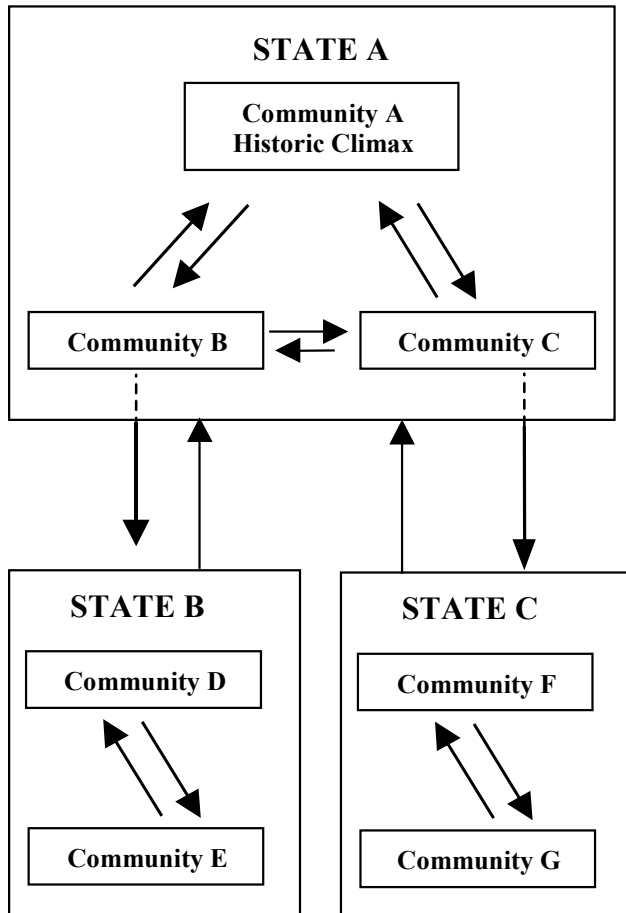 STATE A
Community A
Historic Climax
Community B
Community C
STATE B
STATE C
Community D
Community F
Community E
Community G